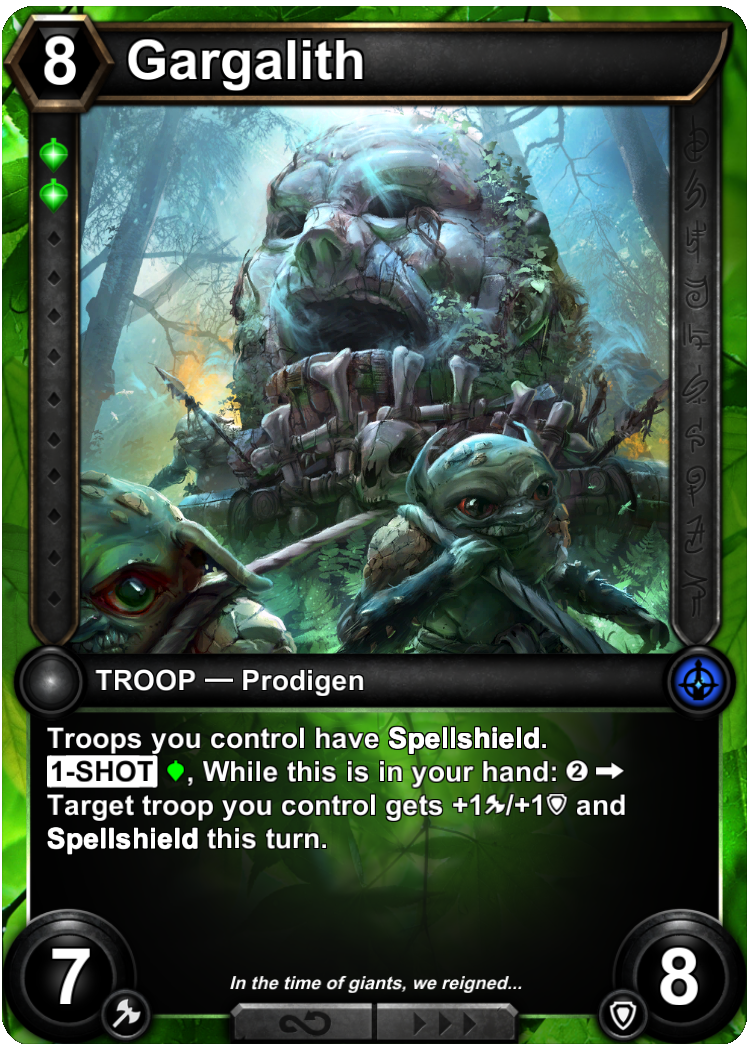 8 Gargalith
TROOP — Prodigen
Troops you control have Spellshield.
1-SHOT , While this is in your hand: 2 →
Target troop you control gets +1/+1 and
Spellshield this turn.
In the time of giants, we reigned...
7 8